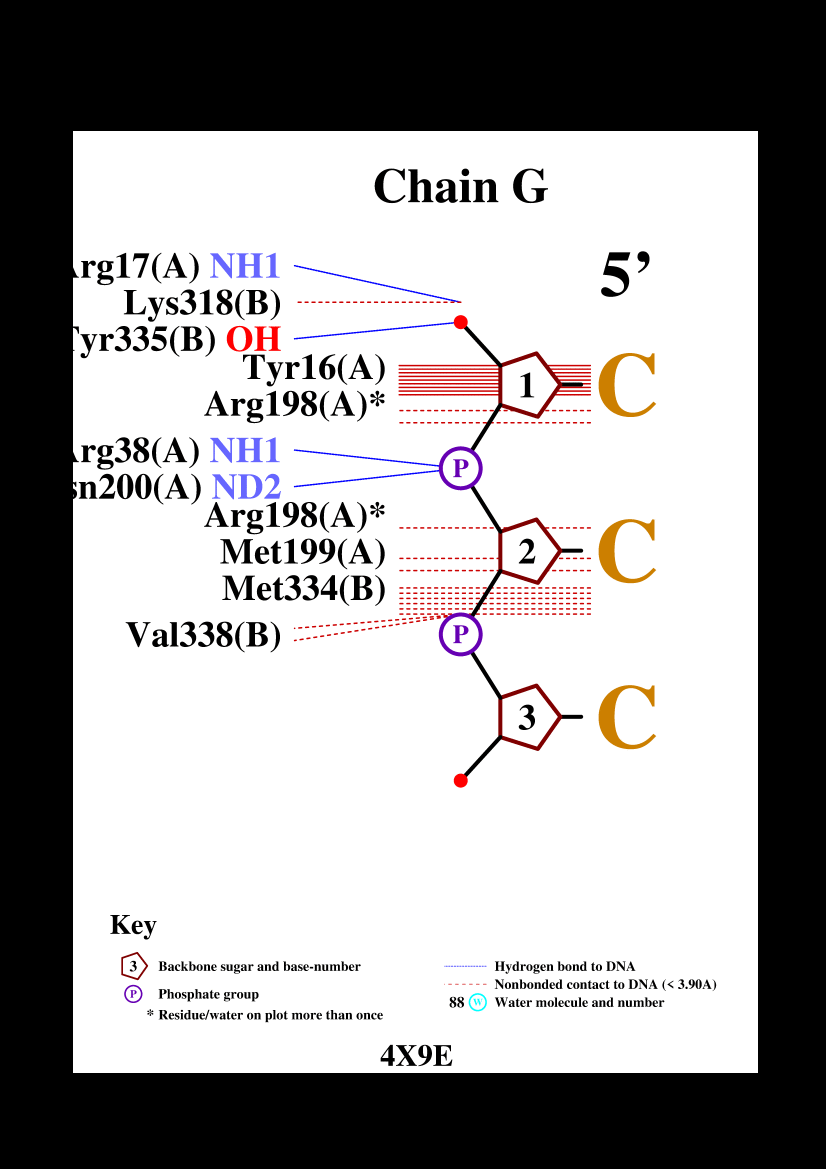 Chain G
5’
Arg17(A) NH1
Lys318(B)
Tyr335(B) OH
Tyr16(A)
Arg198(A)*
1 C
Arg38(A) NH1
P
sn200(A) ND2
Arg198(A)*
Met199(A)
2 C
Met334(B)
Val338(B)
P
3 C
Key
3 Backbone sugar and base-number
P Phosphate group
* Residue/water on plot more than once
Hydrogen bond to DNA
Nonbonded contact to DNA (< 3.90A)
88 W Water molecule and number
4X9E